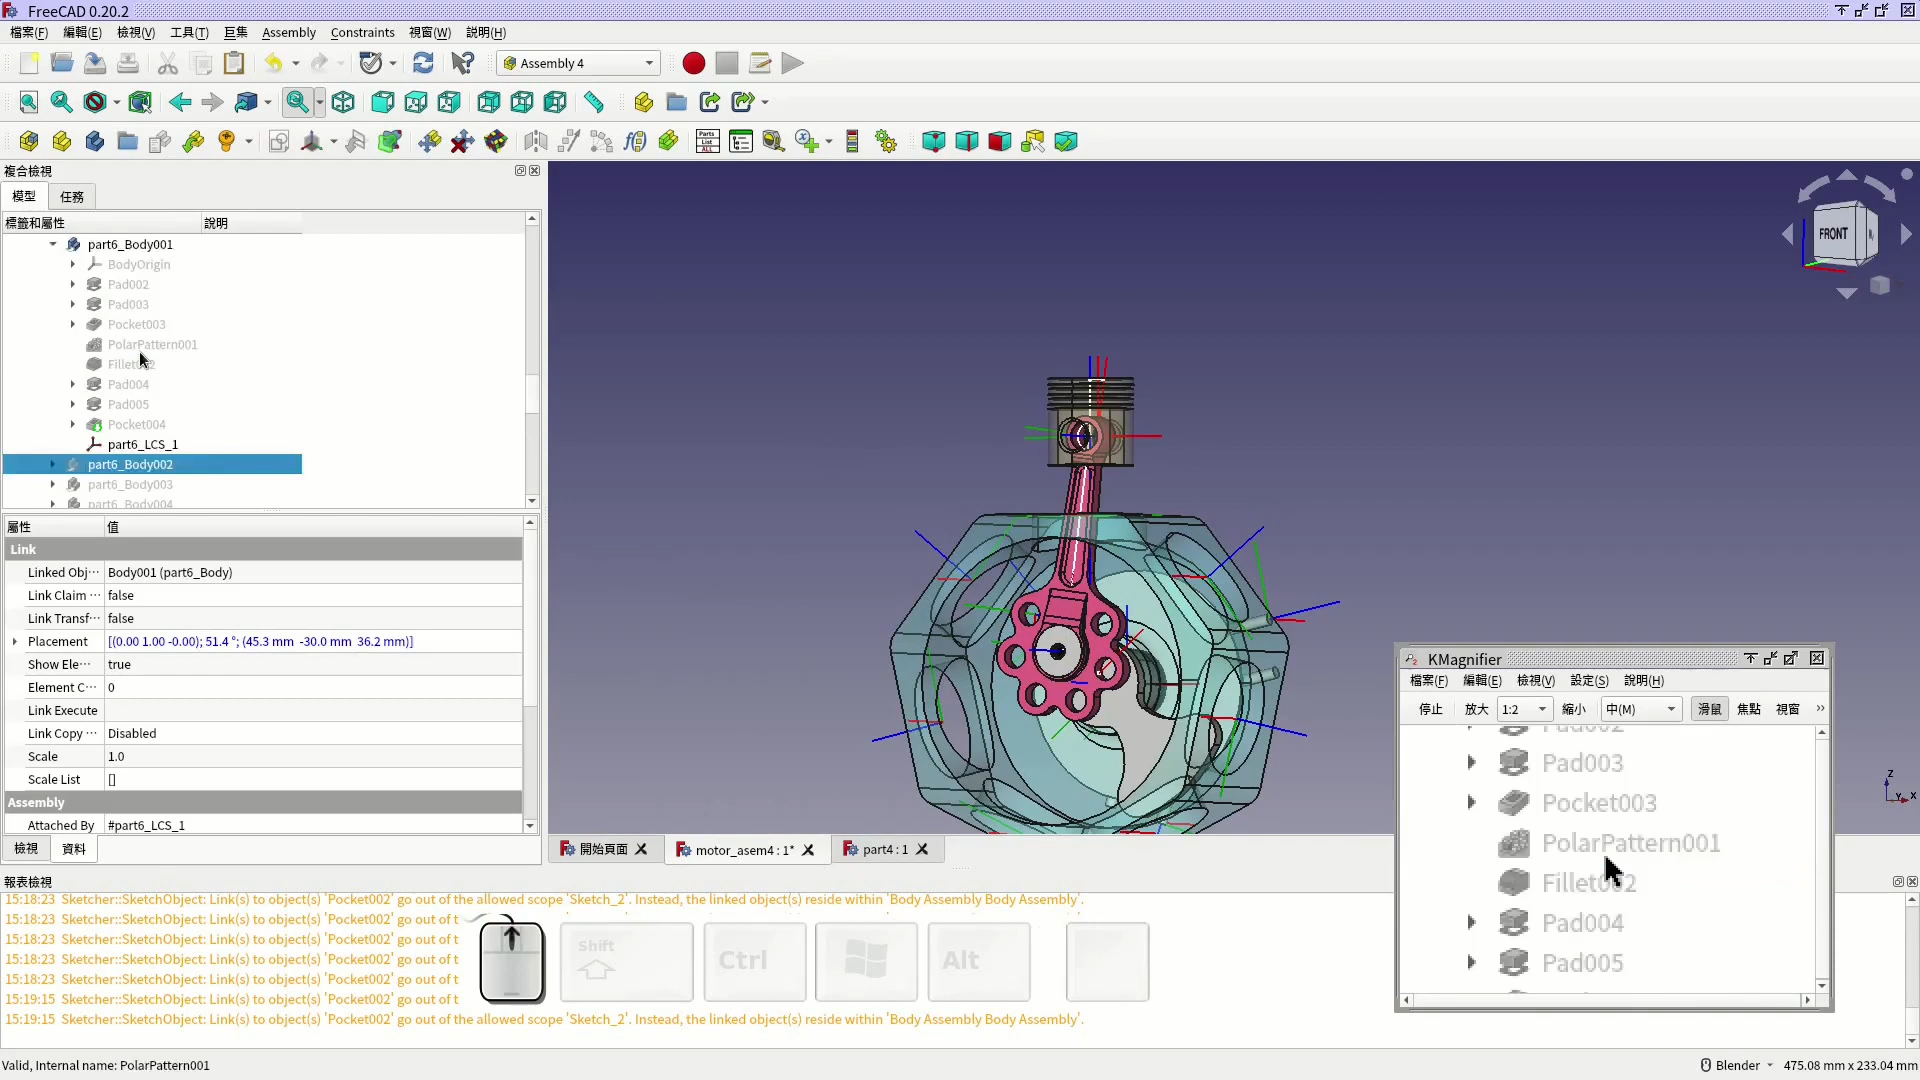 FreeCAD 0.20.2
檔案(F) 編輯(E) 檢視(V) 工具(T) 巨集 Assembly Constraints 視窗(W) 說明(H)
Assembly 4
Parts List ALL
複合檢視
模型 任務
標籤和屬性 說明
part6_Body001
BodyOrigin
Pad002
Pad003
Pocket003
PolarPattern001
Pad004
Pad005
Pocket004
part6_LCS_1
part6_Body002
part6_Body003
part6_Body004
屬性 值
Link
Linked Obj⋯ Body001 (part6_Body)
Link Claim ⋯ false
Link Transf⋯ false
Placement [(0.00 1.00 -0.00); 51.4 °; (45.3 mm -30.0 mm 36.2 mm)]
Show Ele⋯ true
Element C⋯ 0
Link Execute
Link Copy ⋯ Disabled
Scale 1.0
Scale List []
Assembly
Attached By #part6_LCS_1
檢視 資料
FRONT
Z
Y X
開始頁面 motor_asem4 : 1* part4 : 1
報表檢視
15:18:23 Sketcher::SketchObject: Link(s) to object(s) 'Pocket002' go out of the allowed scope 'Sketch_2'. Instead, the linked object(s) reside within 'Body Assembly Body Assembly'.
15:18:23 Sketcher::SketchObject: Link(s) to object(s) 'Pocket002' go out of t
15:18:23 Sketcher::SketchObject: Link(s) to object(s) 'Pocket002' go out of t
15:18:23 Sketcher::SketchObject: Link(s) to object(s) 'Pocket002' go out of t
15:18:23 Sketcher::SketchObject: Link(s) to object(s) 'Pocket002' go out of t
15:19:15 Sketcher::SketchObject: Link(s) to object(s) 'Pocket002' go out of t
15:19:15 Sketcher::SketchObject: Link(s) to object(s) 'Pocket002' go out of the allowed scope 'Sketch_2'. Instead, the linked object(s) reside within 'Body Assembly Body Assembly'.
Shift Ctrl Alt
KMagnifier
檔案(F) 編輯(E) 檢視(V) 設定(S) 說明(H)
停止 放大 1:2 縮小 中(M) 滑鼠 焦點 視窗
Pad002
Pad003
Pocket003
PolarPattern001
Pad004
Pad005
Valid, Internal name: PolarPattern001
Blender 475.08 mm x 233.04 mm